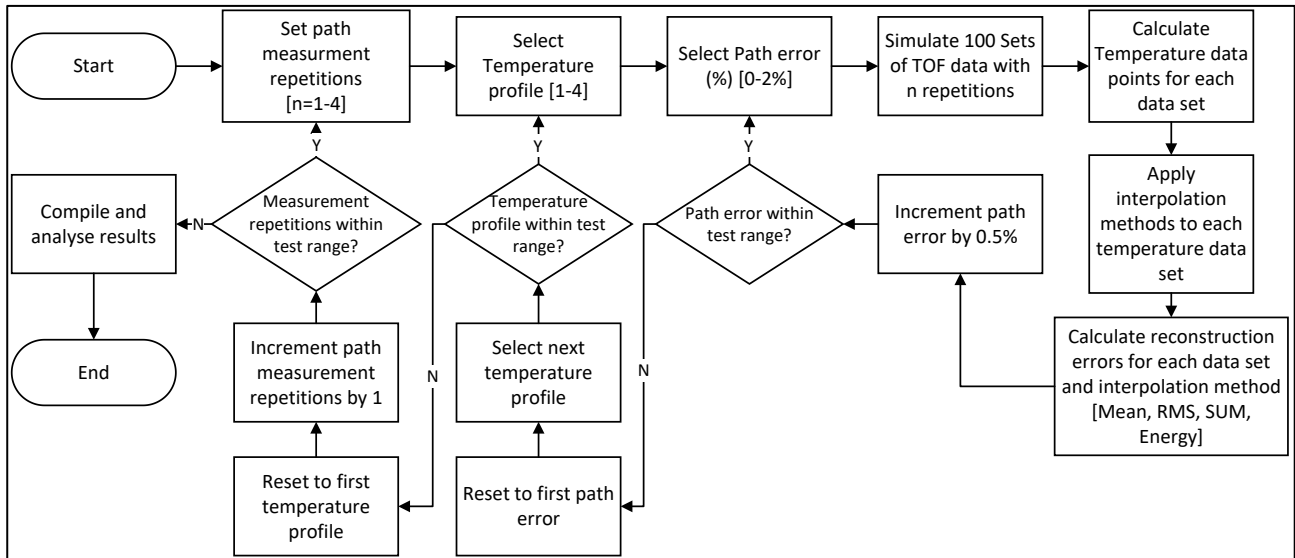 Start
Set path
measurment
repetitions
[n=1-4]
Select
Temperature
profile [1-4]
Select Path error
(%) [0-2%]
Simulate 100 Sets
of TOF data with
n repetitions
Calculate
Temperature data
points for each
data set
Y
Y
Y
Compile and
analyse results
N
Measurement
repetitions within
test range?
Temperature
profile within test
range?
Path error within
test range?
Increment path
error by 0.5%
Apply
interpolation
methods to each
temperature data
set
End
Increment path
measurement
repetitions by 1
N
Select next
temperature
profile
N
Calculate reconstruction
errors for each data set
and interpolation method
[Mean, RMS, SUM,
Energy]
Reset to first
temperature
profile
Reset to first path
error